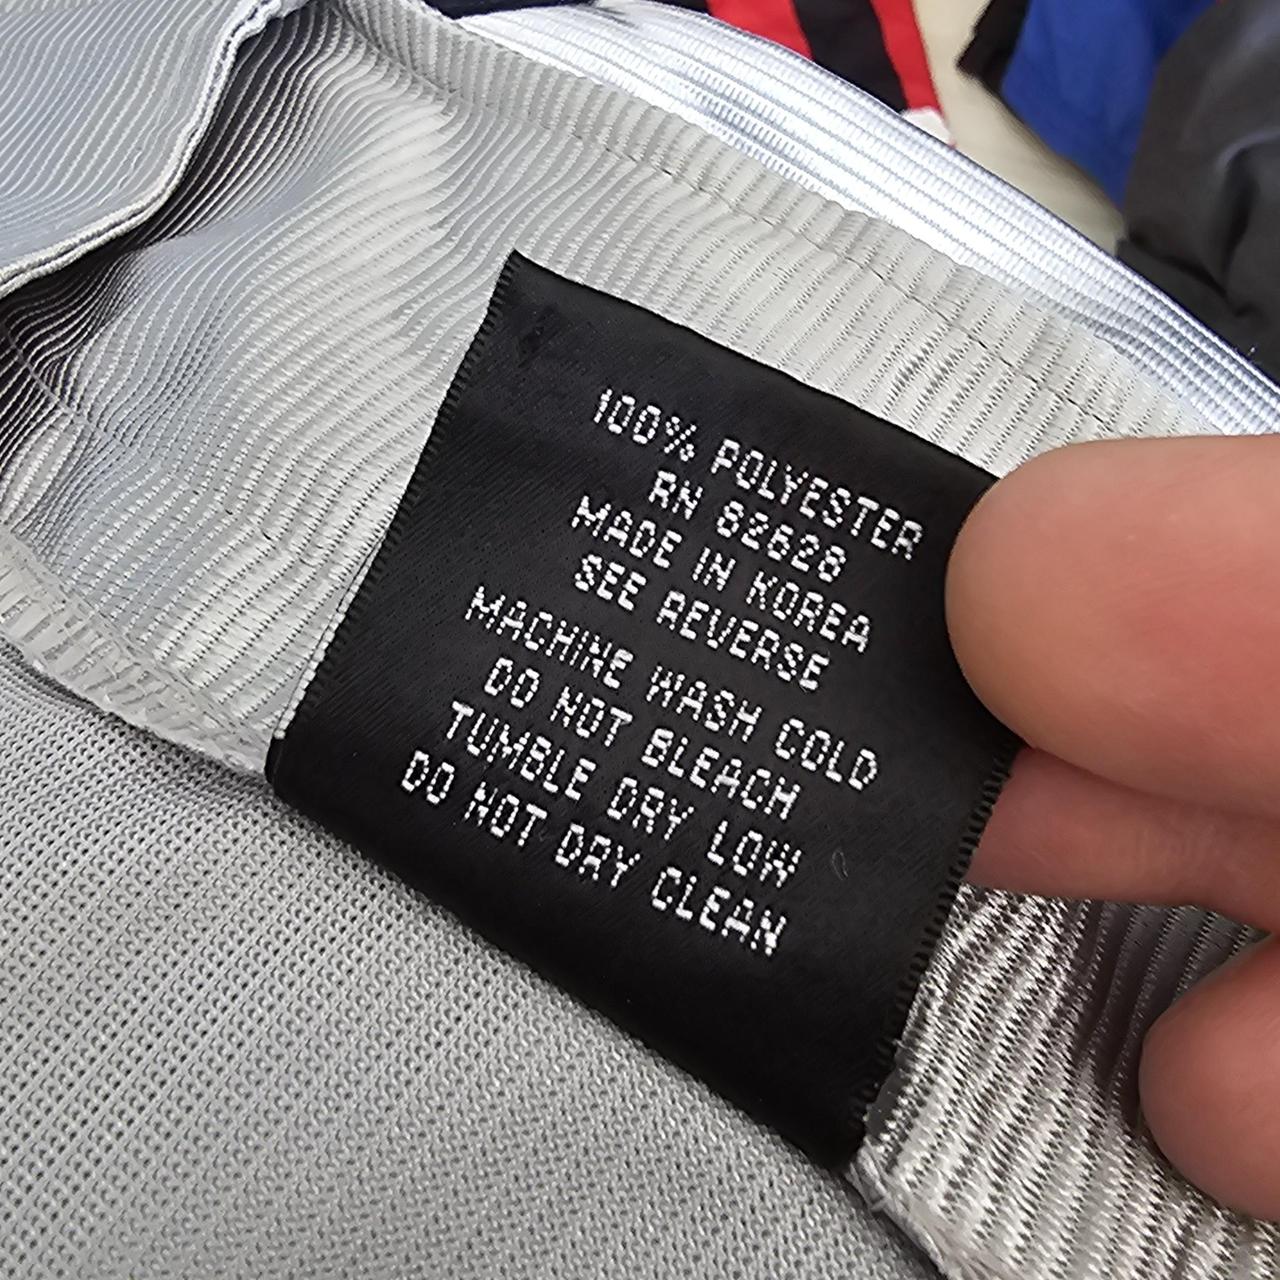 100% POLYESTER
RN 82628
MADE IN KOREA
SEE REVERSE
MACHINE WASH COLD
DO NOT BLEACH
TUMBLE DRY LOW
DO NOT DRY CLEAN